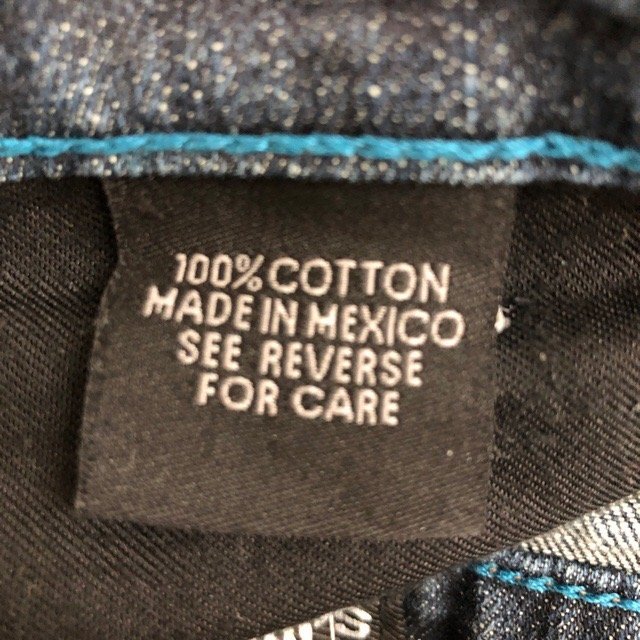 100% COTTON
MADE IN MEXICO
SEE REVERSE
FOR CARE